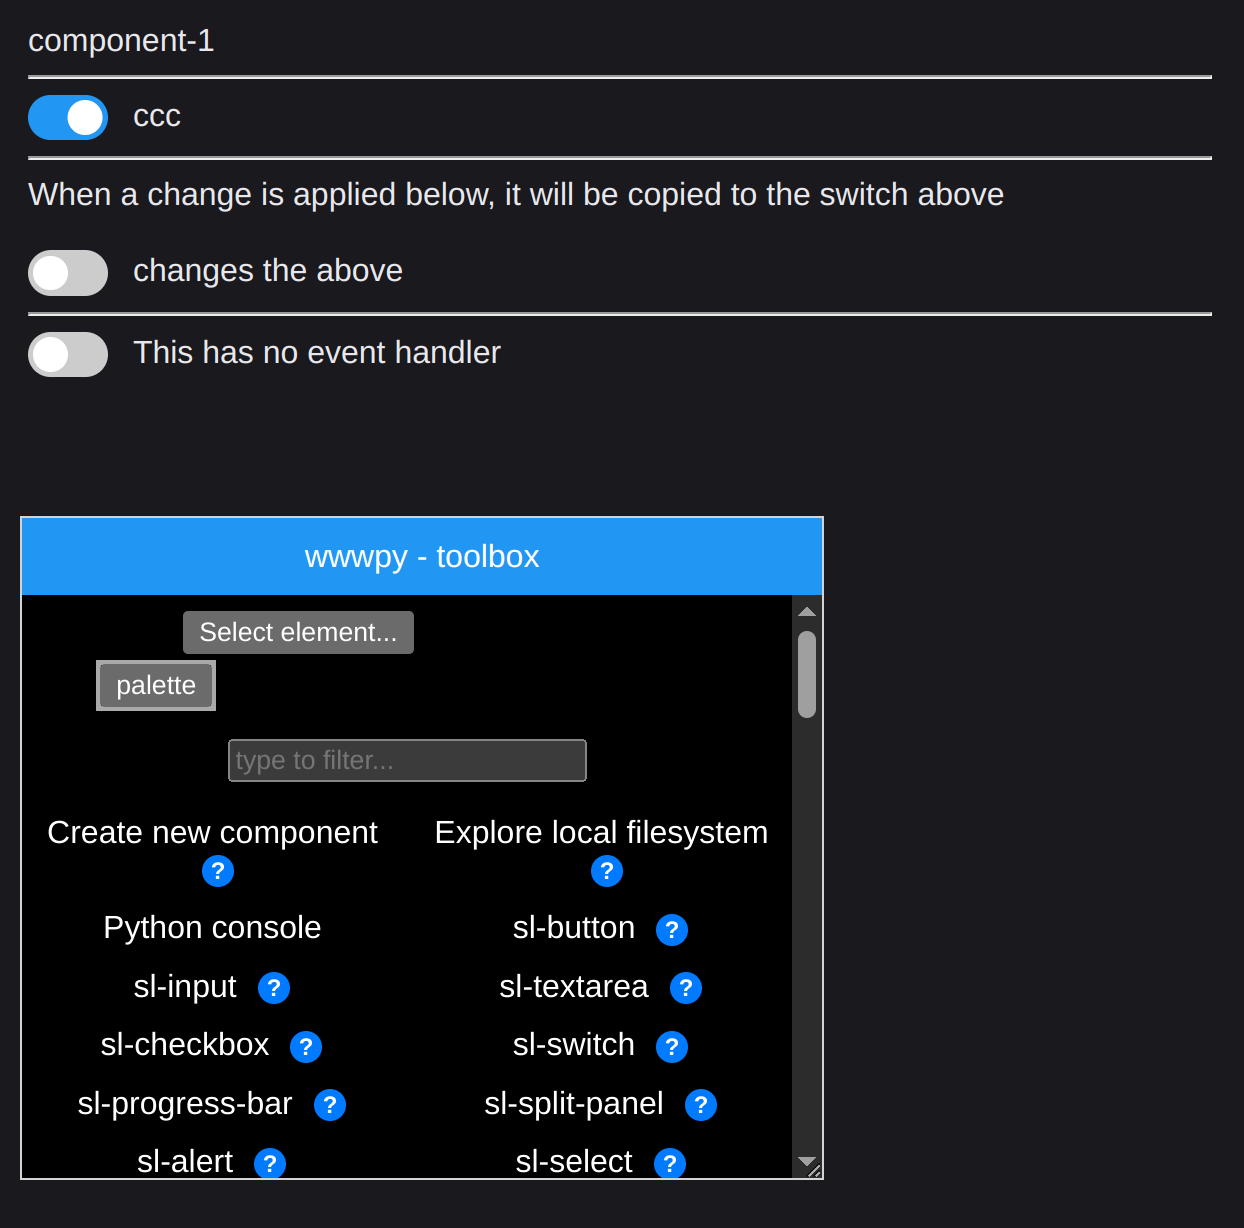 component-1
ccc
When a change is applied below, it will be copied to the switch above
changes the above
This has no event handler
wwwpy - toolbox
Select element...
palette
type to filter...
Create new component ?
Explore local filesystem ?
Python console
sl-button ?
sl-input ?
sl-textarea ?
sl-checkbox ?
sl-switch ?
sl-progress-bar ?
sl-split-panel ?
sl-alert ?
sl-select ?